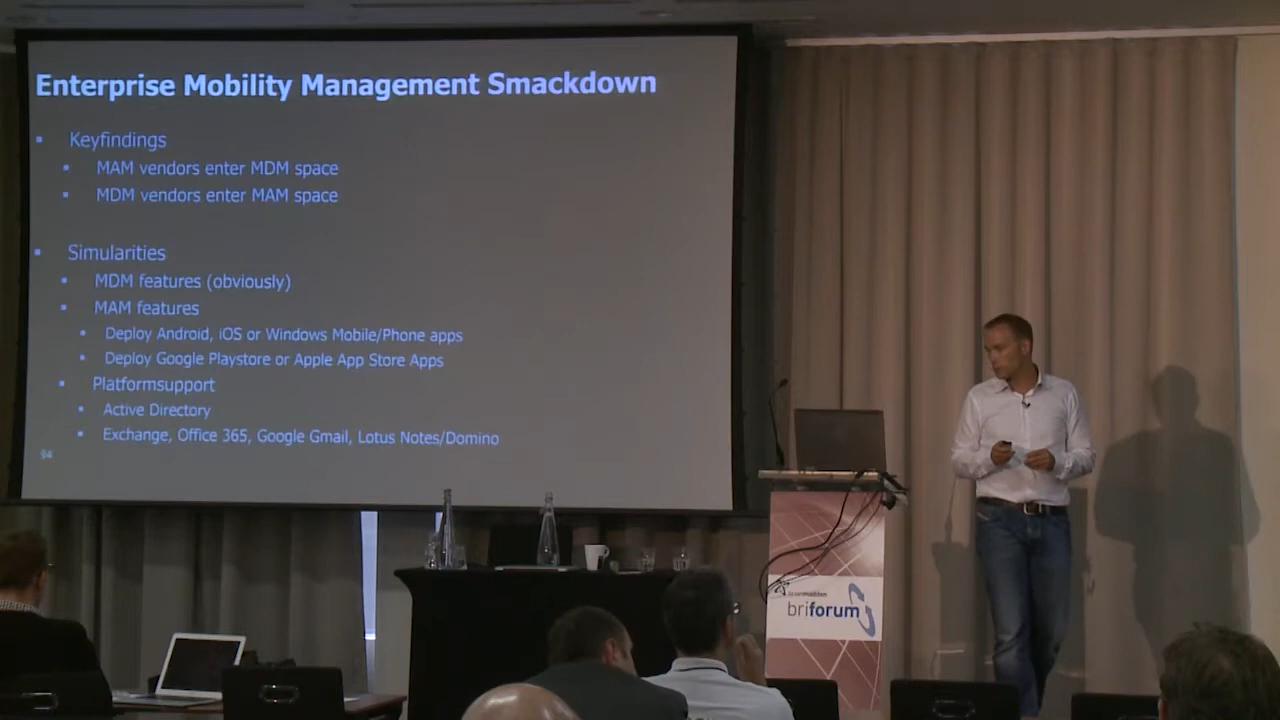 Enterprise Mobility Management Smackdown
Keyfindings
MAM vendors enter MDM space
MDM vendors enter MAM space
Simularities
MDM features (obviously)
MAM features
Deploy Android, iOS or Windows Mobile/Phone apps
Deploy Google Playstore or Apple App Store Apps
Platformsupport
Active Directory
Exchange, Office 365, Google Gmail, Lotus Notes/Domino
94
briforum